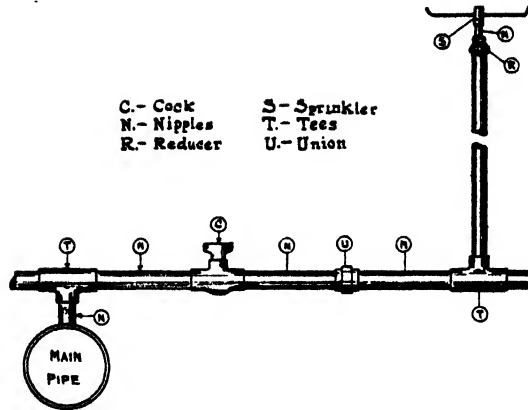 S N
R
C.- Cock S- Sprinkler
N.- Nipples T.- Tees
R.- Reducer U.- Union
C
T N N U N
T
N
MAIN
PIPE